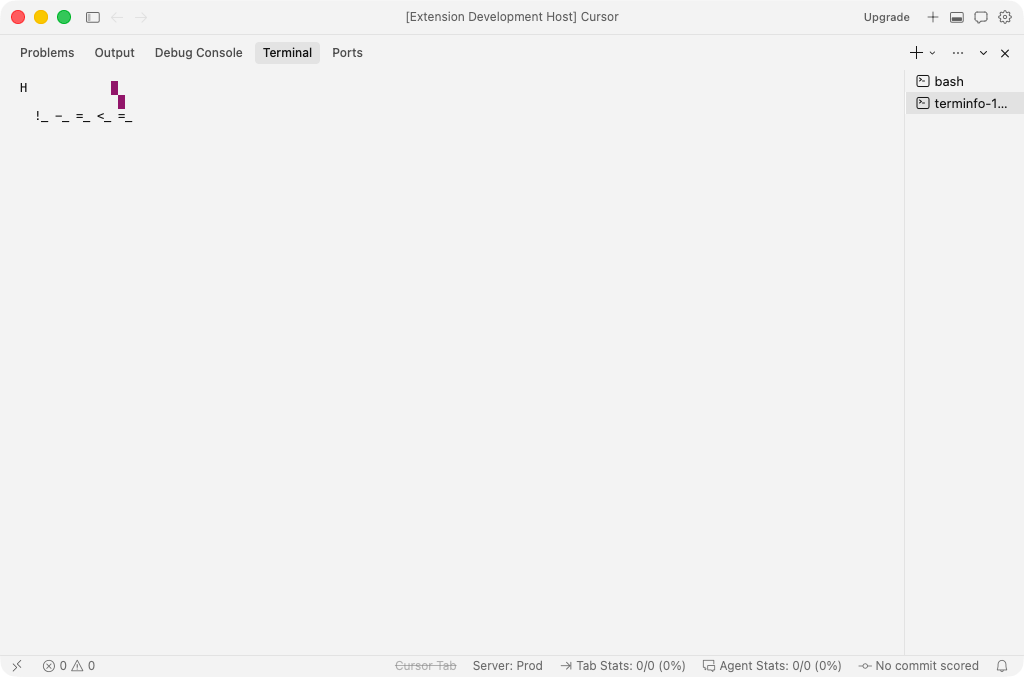 [Extension Development Host] Cursor
Upgrade
Problems Output Debug Console Terminal Ports
H
!_ -_ =_ <_ =_
bash
terminfo-1...
0 0 Cursor Tab Server: Prod Tab Stats: 0/0 (0%) Agent Stats: 0/0 (0%) No commit scored